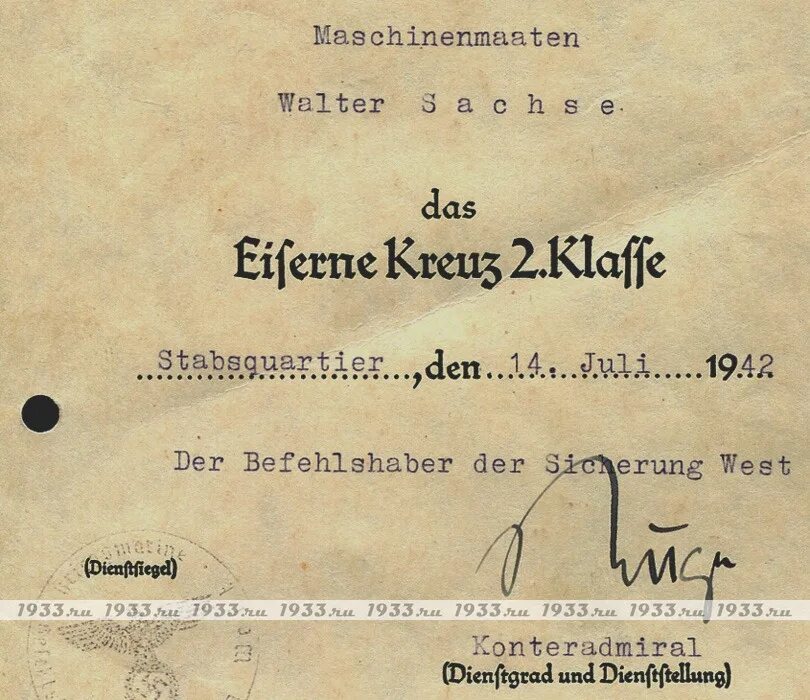 Maschinenmaaten
Walter Sachse
das
Eiserne Kreuz 2.Klasse
Stabsquartier, den 14. Juli 1942
Der Befehlshaber der Sicherung West
Ruge
(Dienstsiegel)
1933.ru 1933.ru 1933.ru 1933.ru 1933.ru 1933.ru 1933.ru 1933.ru 1933.ru
Konteradmiral
(Dienstgrad und Dienststellung)